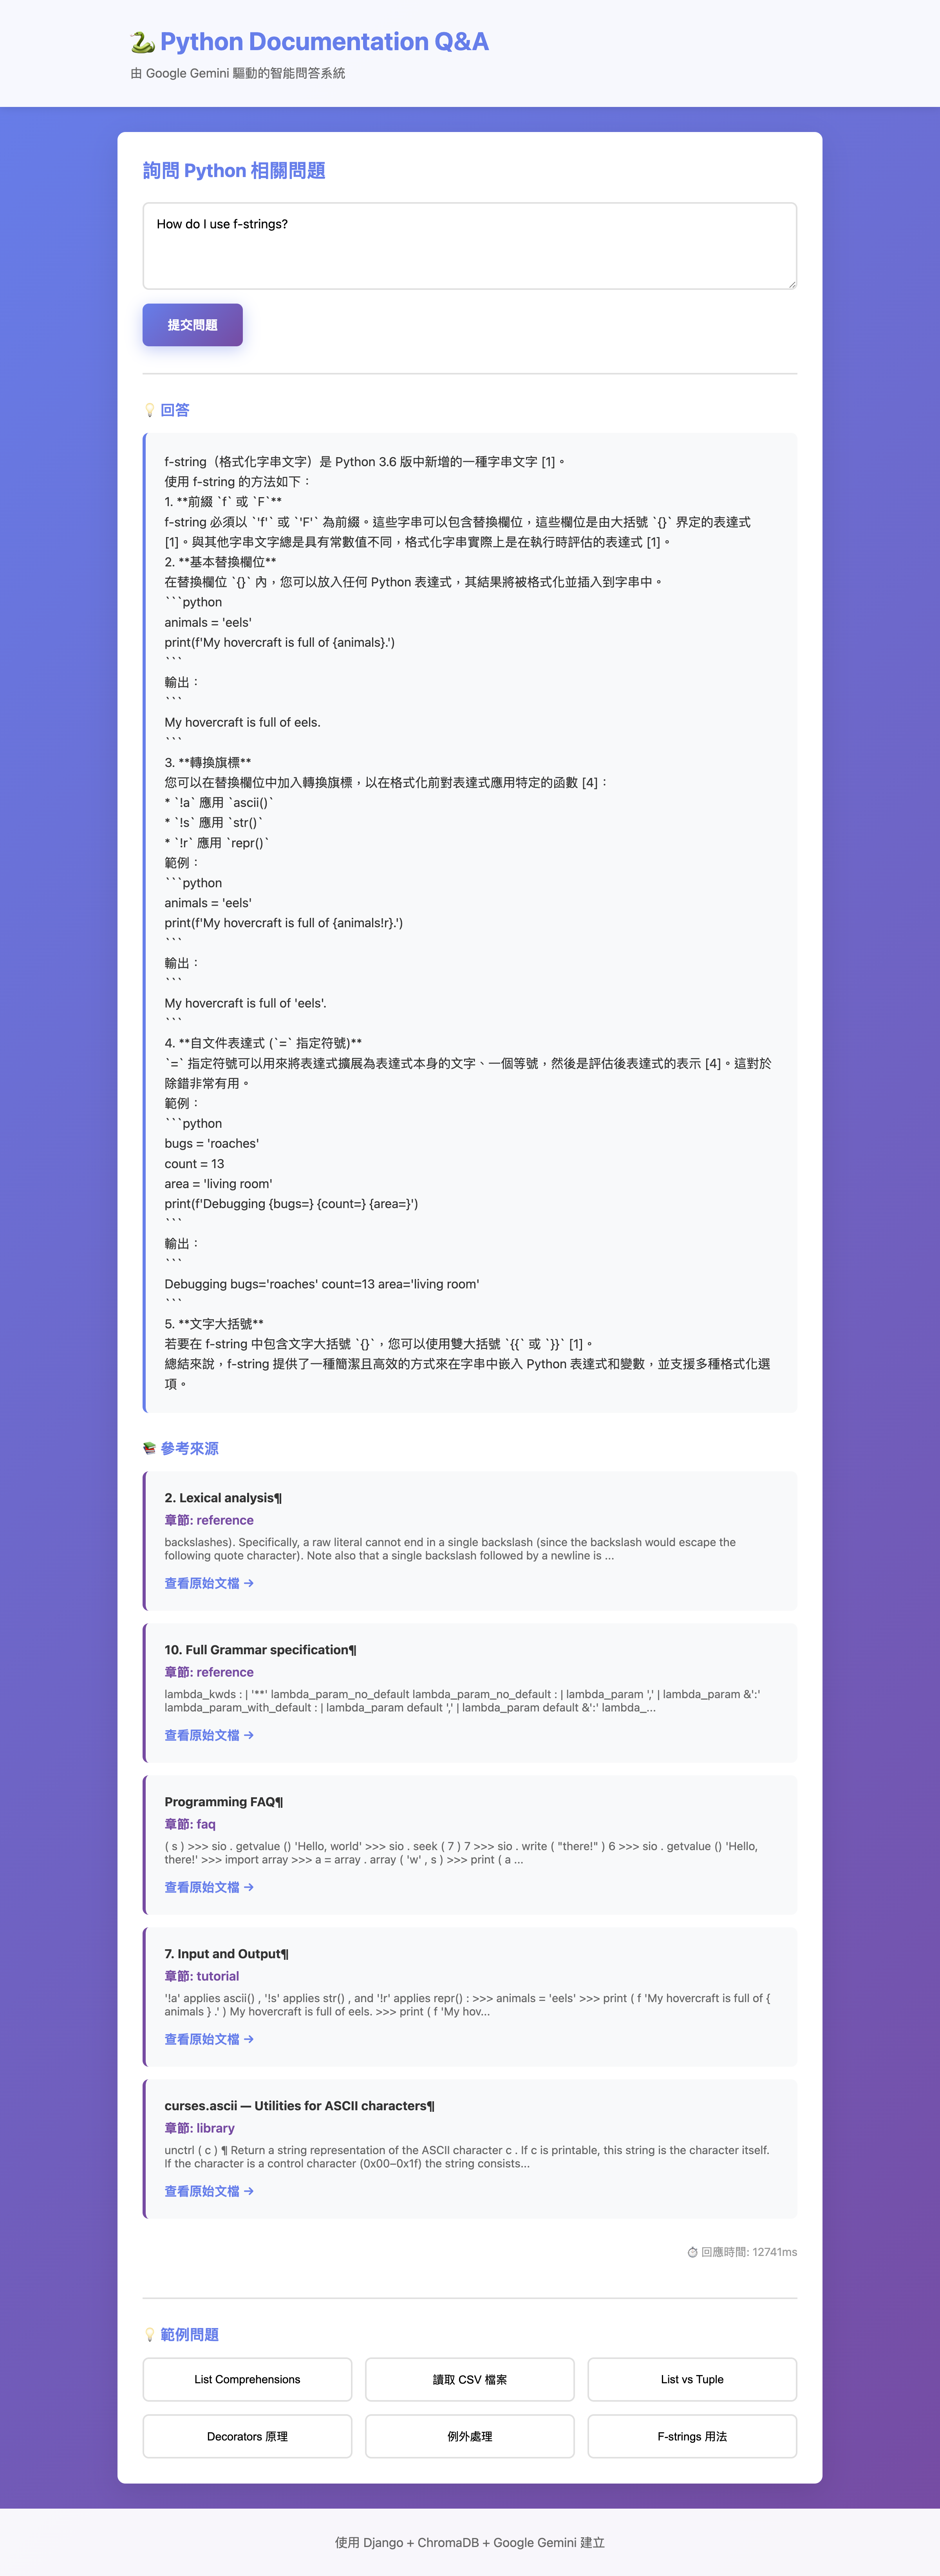 🐍 Python Documentation Q&A
由 Google Gemini 驅動的智能問答系統
詢問 Python 相關問題
How do I use f-strings?
提交問題
💡 回答
f-string（格式化字串文字）是 Python 3.6 版中新增的一種字串文字 [1]。
使用 f-string 的方法如下：
1. **前綴 `f` 或 `F`**
f-string 必須以 `'f'` 或 `'F'` 為前綴。這些字串可以包含替換欄位，這些欄位是由大括號 `{}` 界定的表達式
[1]。與其他字串文字總是具有常數值不同，格式化字串實際上是在執行時評估的表達式 [1]。
2. **基本替換欄位**
在替換欄位 `{}` 內，您可以放入任何 Python 表達式，其結果將被格式化並插入到字串中。
```python
animals = 'eels'
print(f'My hovercraft is full of {animals}.')
```
輸出：
```
My hovercraft is full of eels.
```
3. **轉換旗標**
您可以在替換欄位中加入轉換旗標，以在格式化前對表達式應用特定的函數 [4]：
* `!a` 應用 `ascii()`
* `!s` 應用 `str()`
* `!r` 應用 `repr()`
範例：
```python
animals = 'eels'
print(f'My hovercraft is full of {animals!r}.')
```
輸出：
```
My hovercraft is full of 'eels'.
```
4. **自文件表達式 (`=` 指定符號)**
`=` 指定符號可以用來將表達式擴展為表達式本身的文字、一個等號，然後是評估後表達式的表示 [4]。這對於
除錯非常有用。
範例：
```python
bugs = 'roaches'
count = 13
area = 'living room'
print(f'Debugging {bugs=} {count=} {area=}')
```
輸出：
```
Debugging bugs='roaches' count=13 area='living room'
```
5. **文字大括號**
若要在 f-string 中包含文字大括號 `{}`，您可以使用雙大括號 `{{` 或 `}}` [1]。
總結來說，f-string 提供了一種簡潔且高效的方式來在字串中嵌入 Python 表達式和變數，並支援多種格式化選
項。
📚 參考來源
2. Lexical analysis¶
章節: reference
backslashes). Specifically, a raw literal cannot end in a single backslash (since the backslash would escape the
following quote character). Note also that a single backslash followed by a newline is ...
查看原始文檔 →
10. Full Grammar specification¶
章節: reference
lambda_kwds : | '**' lambda_param_no_default lambda_param_no_default : | lambda_param ',' | lambda_param &':'
lambda_param_with_default : | lambda_param default ',' | lambda_param default &':' lambda_...
查看原始文檔 →
Programming FAQ¶
章節: faq
( s ) >>> sio . getvalue () 'Hello, world' >>> sio . seek ( 7 ) 7 >>> sio . write ( "there!" ) 6 >>> sio . getvalue () 'Hello,
there!' >>> import array >>> a = array . array ( 'w' , s ) >>> print ( a ...
查看原始文檔 →
7. Input and Output¶
章節: tutorial
'!a' applies ascii() , '!s' applies str() , and '!r' applies repr() : >>> animals = 'eels' >>> print ( f 'My hovercraft is full of {
animals } .' ) My hovercraft is full of eels. >>> print ( f 'My hov...
查看原始文檔 →
curses.ascii — Utilities for ASCII characters¶
章節: library
unctrl ( c ) ¶ Return a string representation of the ASCII character c . If c is printable, this string is the character itself.
If the character is a control character (0x00–0x1f) the string consists...
查看原始文檔 →
⏱ 回應時間: 12741ms
💡 範例問題
List Comprehensions
讀取 CSV 檔案
List vs Tuple
Decorators 原理
例外處理
F-strings 用法
使用 Django + ChromaDB + Google Gemini 建立